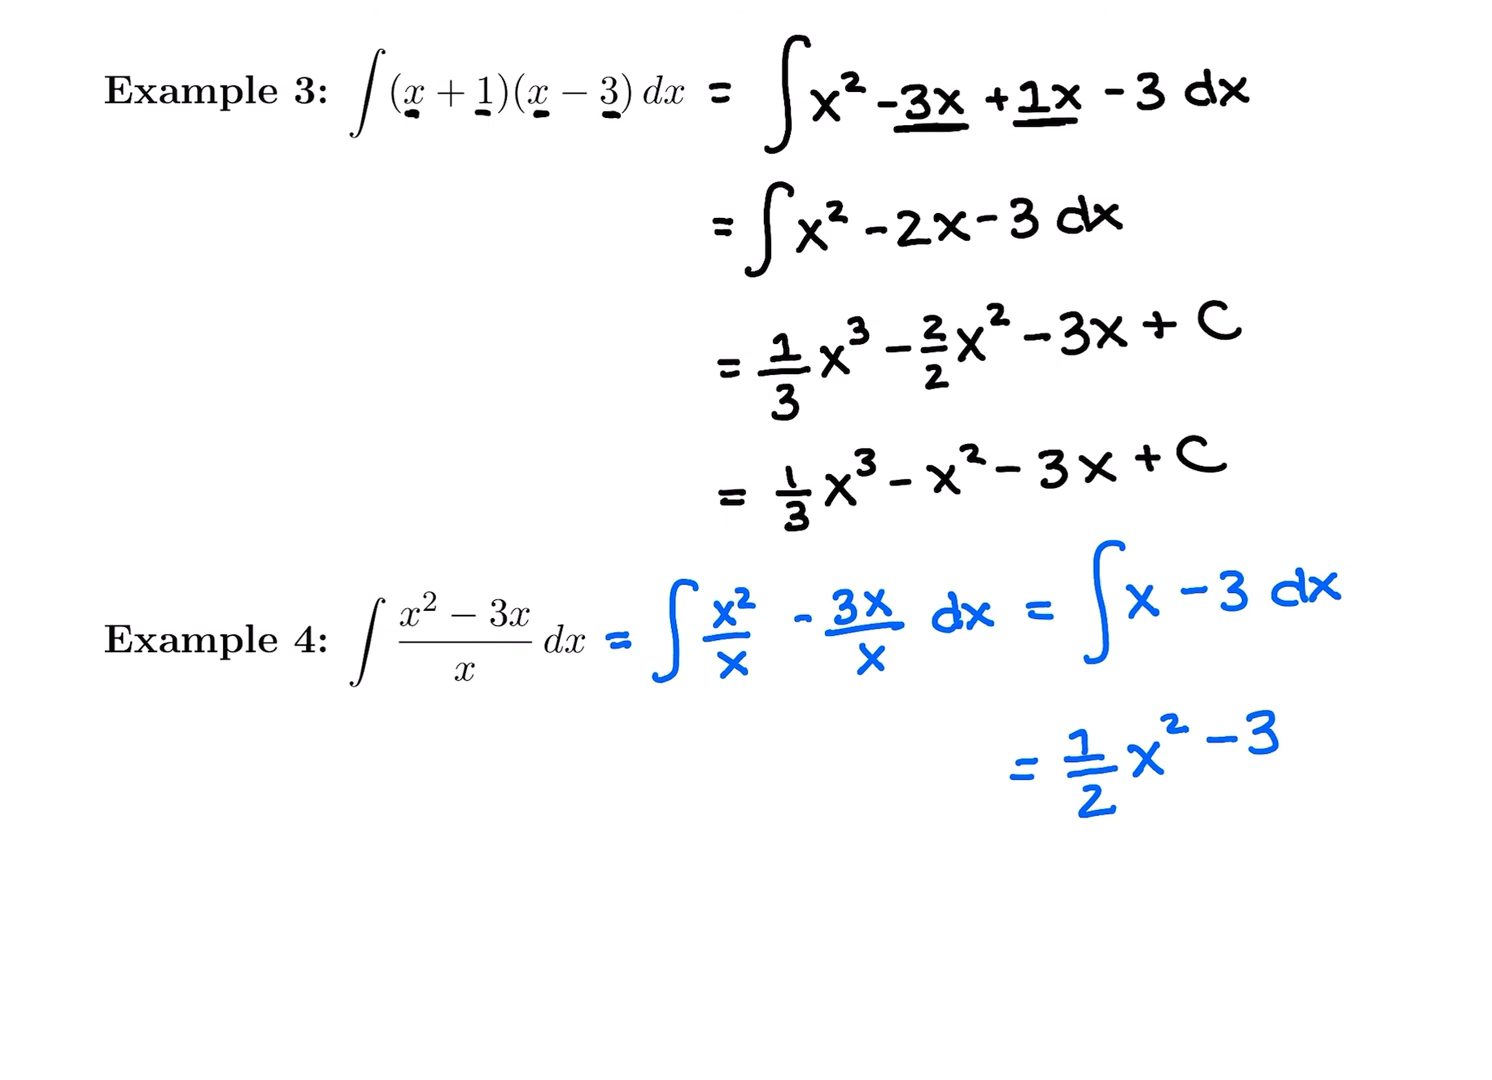 Example 3: ∫(x + 1)(x − 3) dx = ∫x² -3x +1x -3 dx
= ∫x² -2x -3 dx
= 1/3 x³ - 2/2 x² -3x + C
= 1/3 x³ - x² - 3x + C
Example 4: ∫ (x² − 3x)/x dx = ∫ x²/x - 3x/x dx = ∫x -3 dx
= 1/2 x² -3